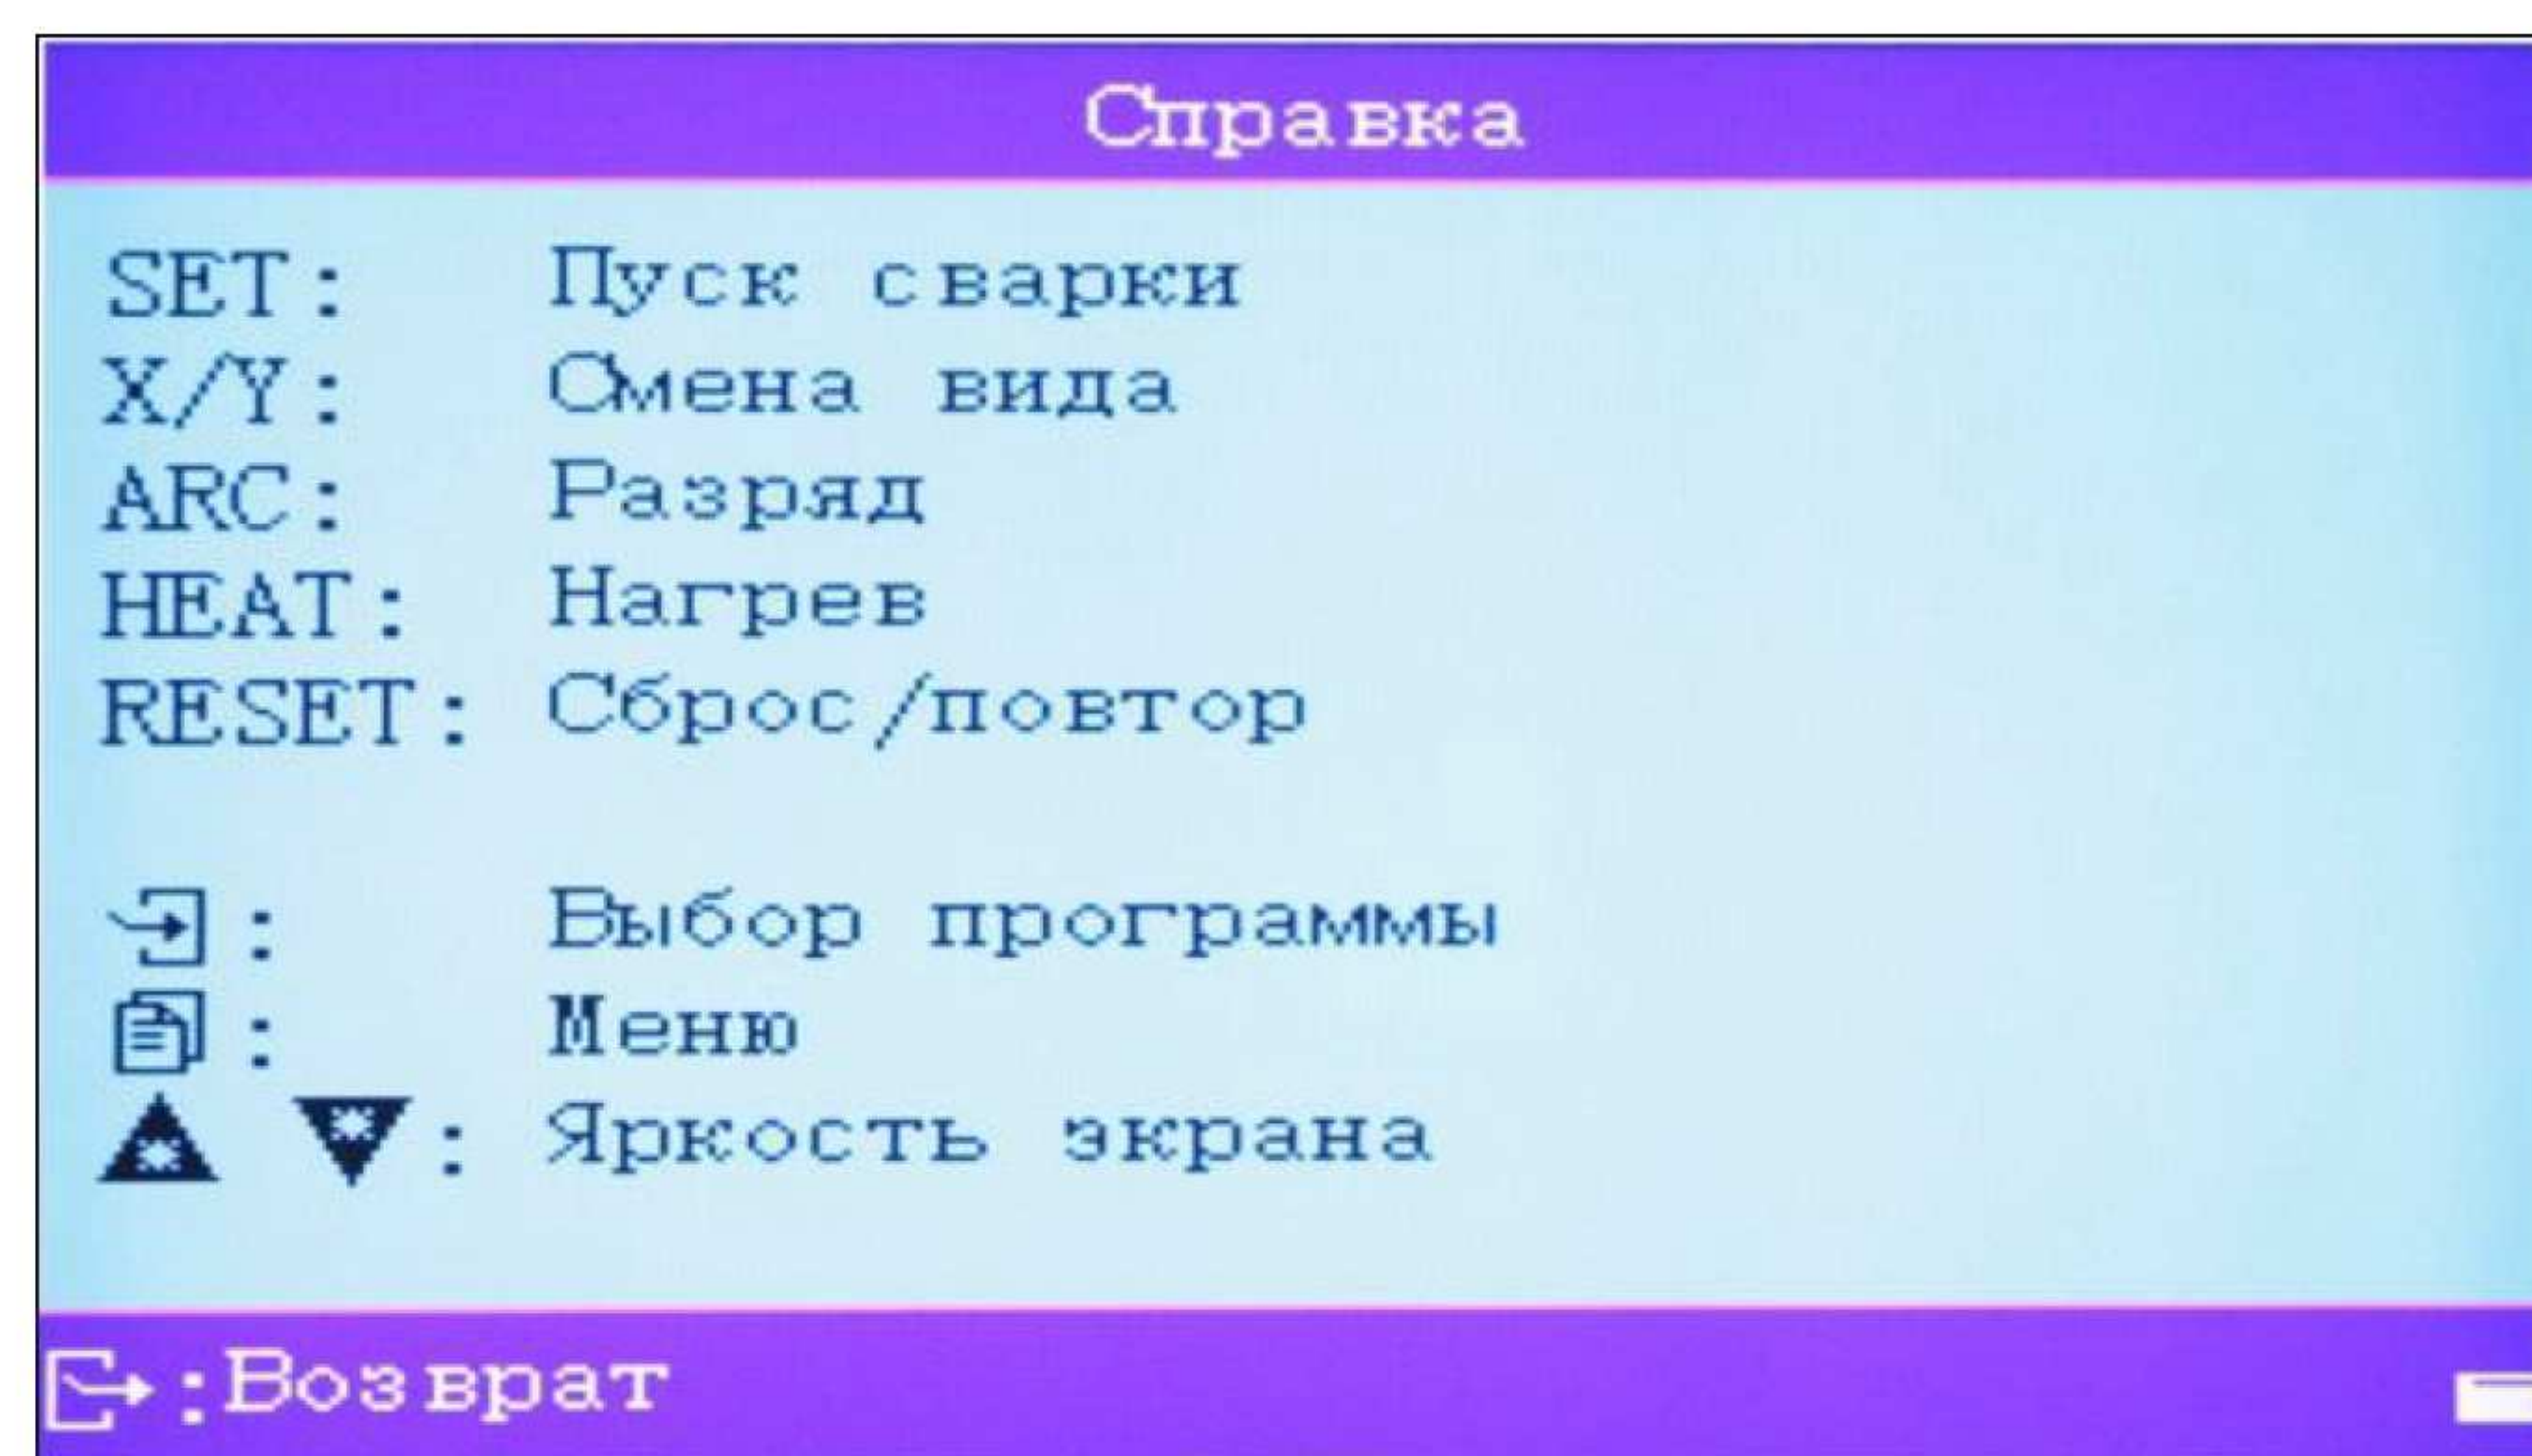 Справка
SET: Пуск сварки
X/Y: Смена вида
ARC: Разряд
HEAT: Нагрев
RESET: Сброс/повтор
: Выбор программы
: Меню
▲ ▼: Яркость экрана
:Возврат